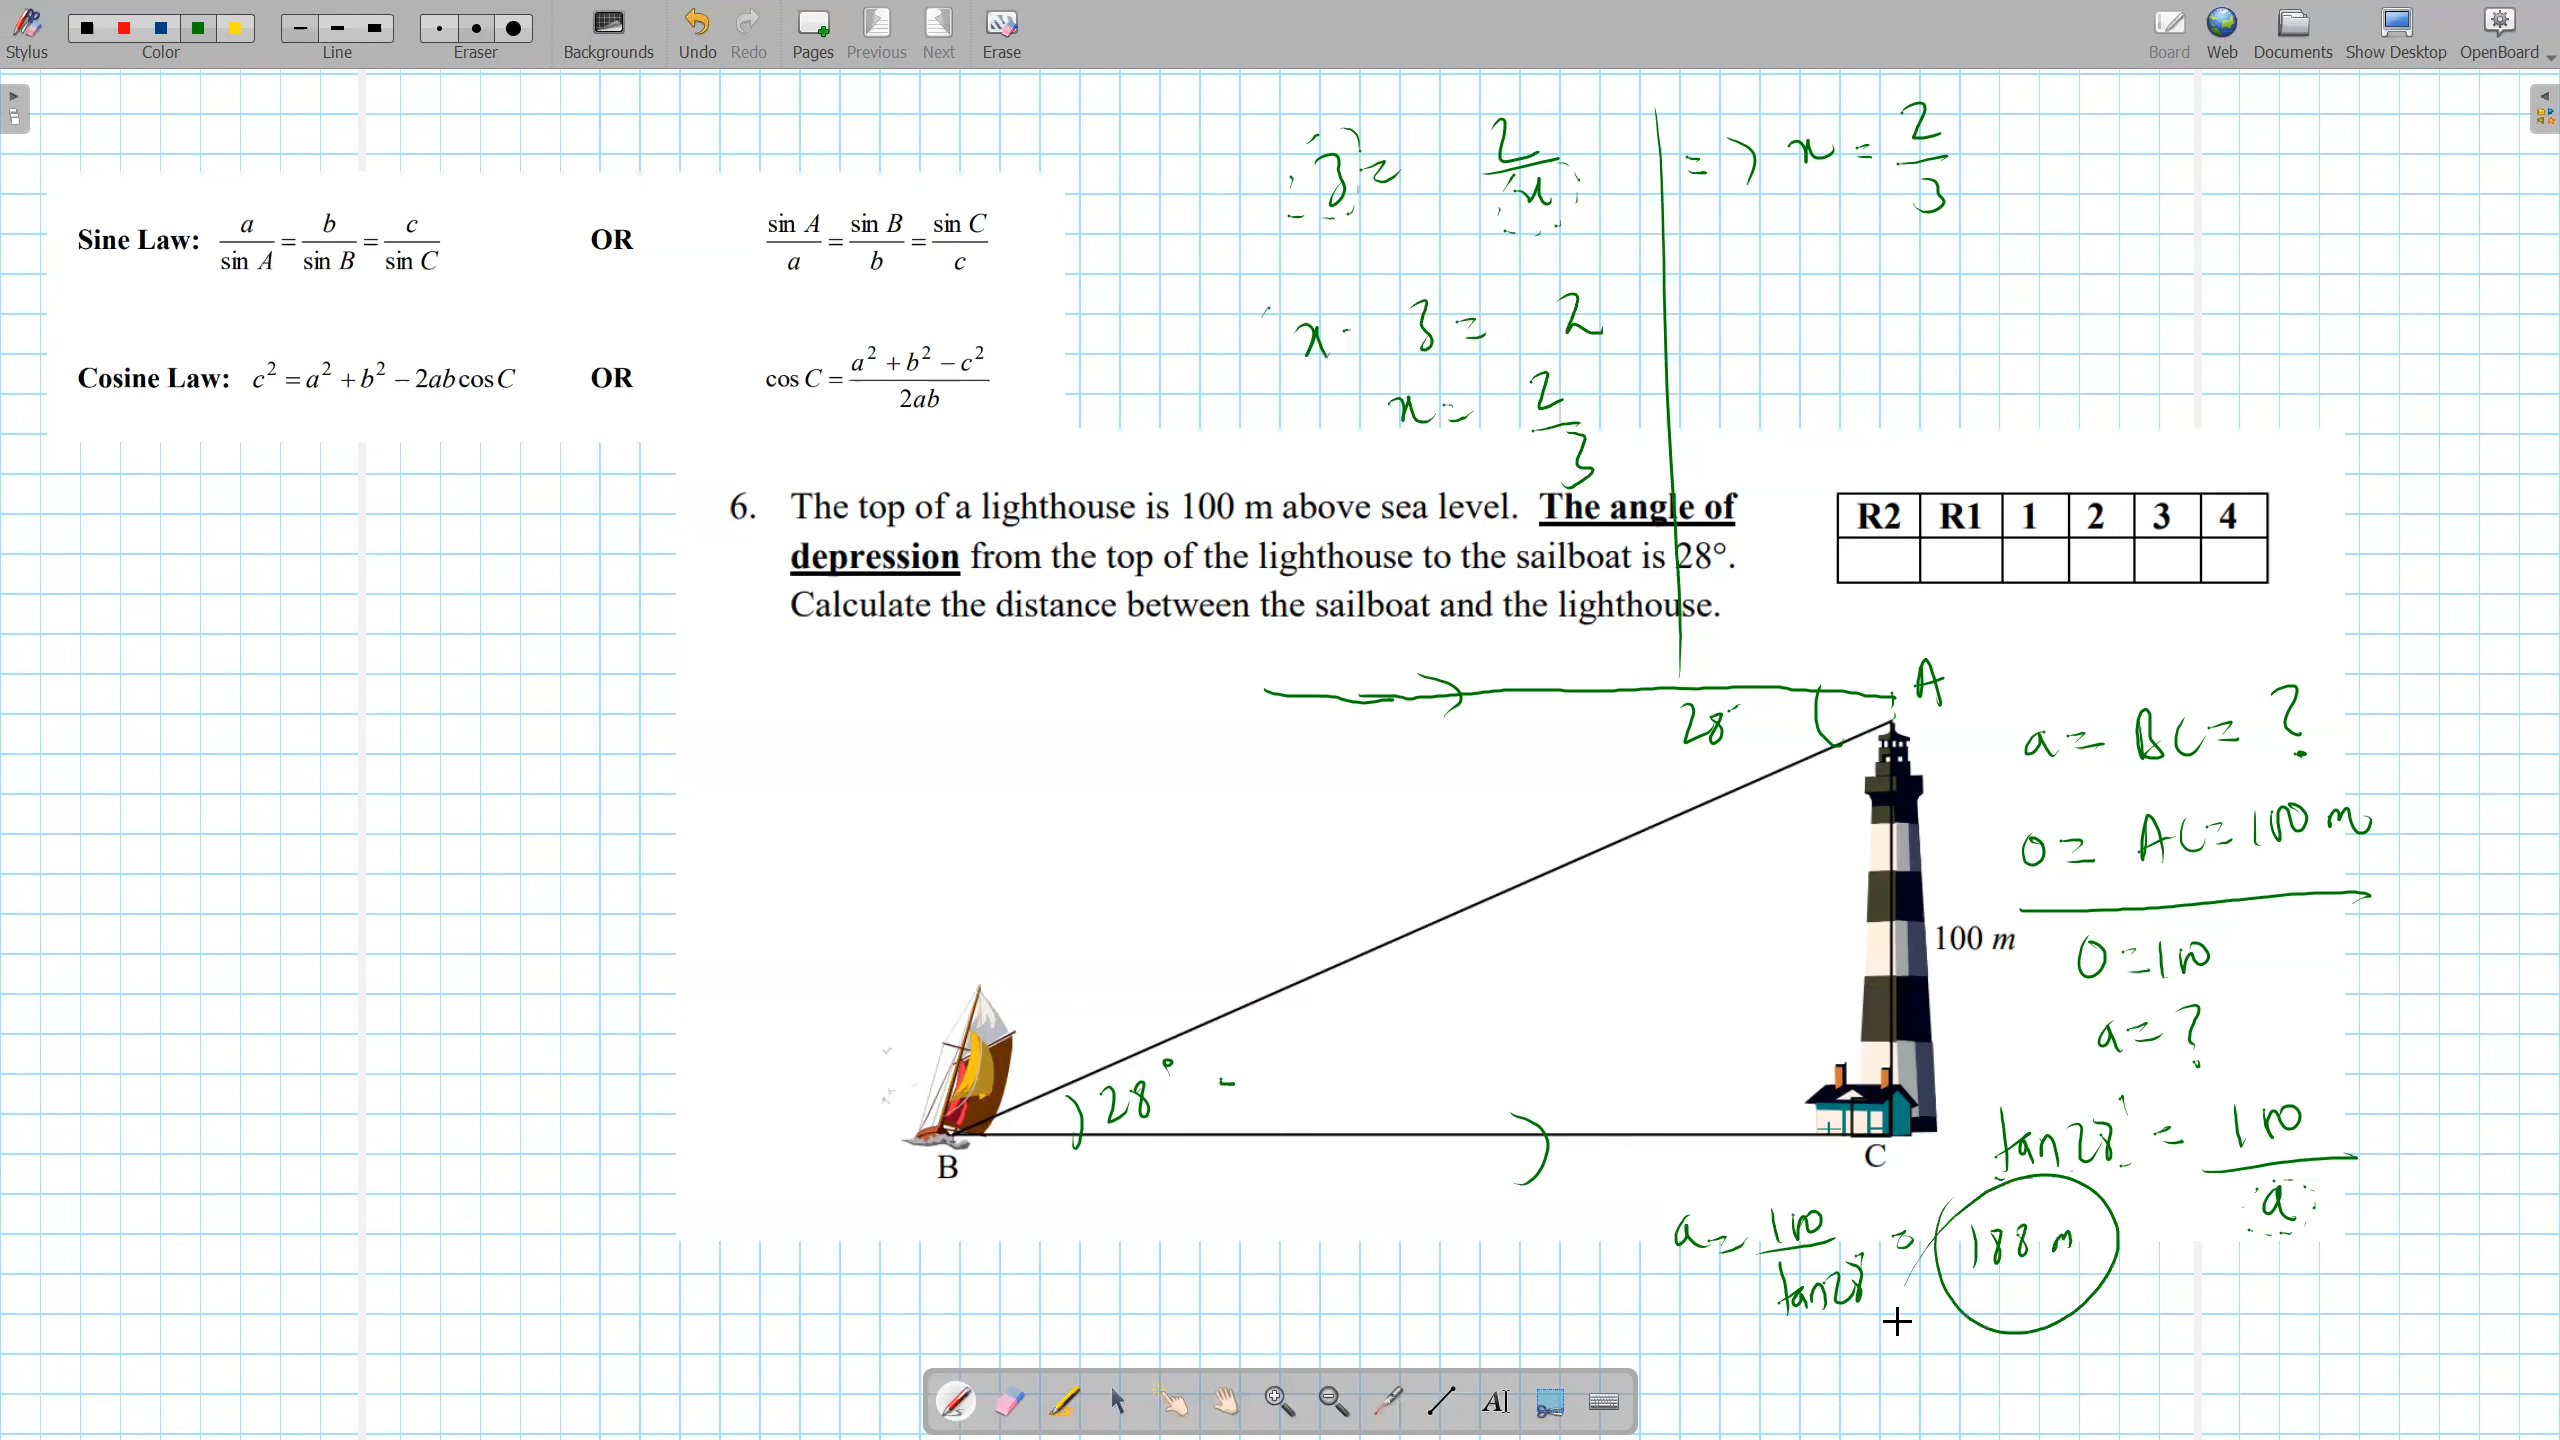 Stylus Color Line Eraser Backgrounds Undo Redo Pages Previous Next Erase Board Web Documents Show Desktop OpenBoard
3 = 2/x => x = 2/3
Sine Law: a/sin A = b/sin B = c/sin C OR sin A/a = sin B/b = sin C/c
x · 3 = 2
Cosine Law: c² = a² + b² − 2ab cos C OR cos C = (a² + b² − c²)/2ab
x = 2/3
6. The top of a lighthouse is 100 m above sea level. The angle of
depression from the top of the lighthouse to the sailboat is 28°.
Calculate the distance between the sailboat and the lighthouse.
R2 R1 1 2 3 4
A
28°
a = BC = ?
o = AC = 100 m
100 m
O = 100
a = ?
28°
tan 28° = 100/a
B
C
a = 100/tan 28° = 188 m